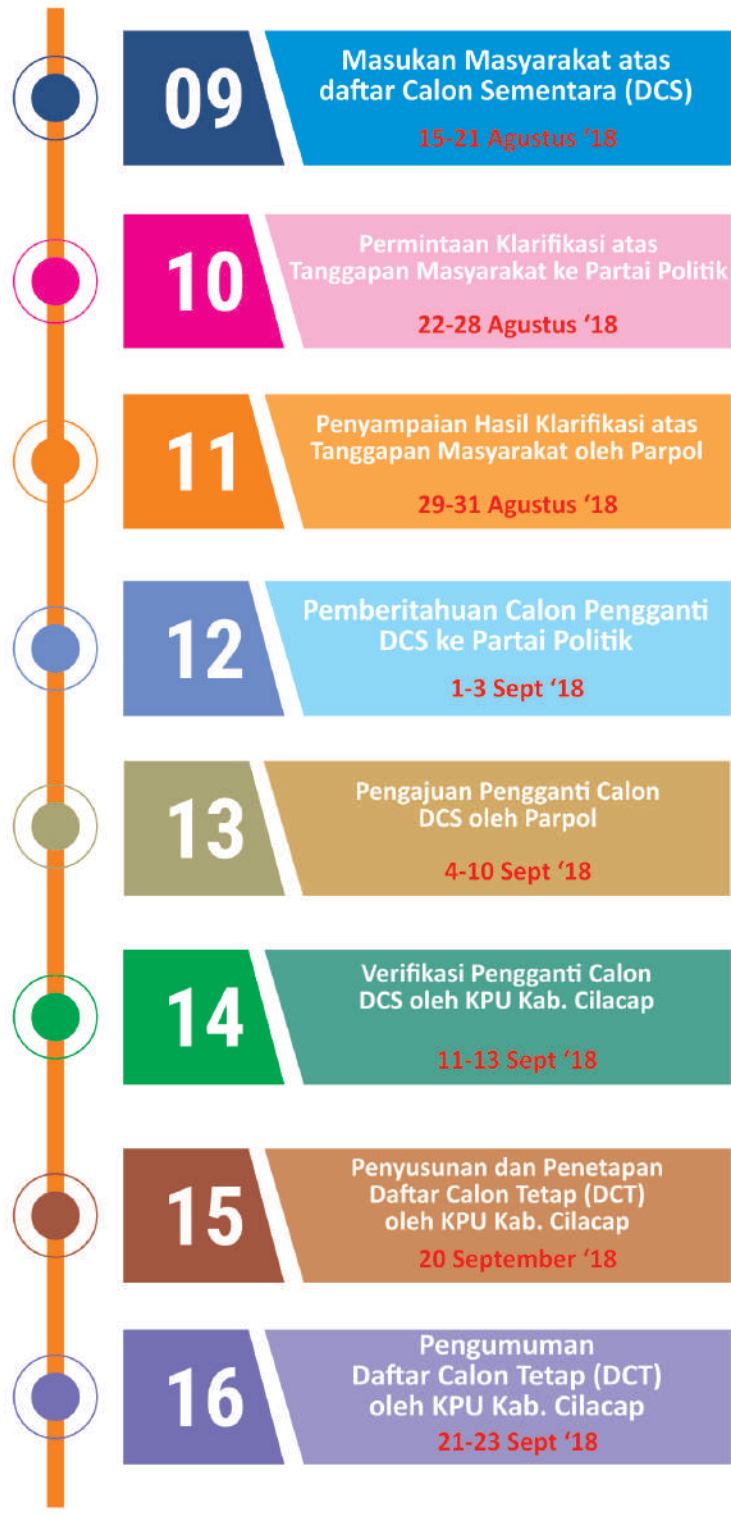 09
Masukan Masyarakat atas
daftar Calon Sementara (DCS)
15-21 Agustus ‘18
10
Permintaan Klarifikasi atas
Tanggapan Masyarakat ke Partai Politik
22-28 Agustus ‘18
11
Penyampaian Hasil Klarifikasi atas
Tanggapan Masyarakat oleh Parpol
29-31 Agustus ‘18
12
Pemberitahuan Calon Pengganti
DCS ke Partai Politik
1-3 Sept ‘18
13
Pengajuan Pengganti Calon
DCS oleh Parpol
4-10 Sept ‘18
14
Verifikasi Pengganti Calon
DCS oleh KPU Kab. Cilacap
11-13 Sept ‘18
15
Penyusunan dan Penetapan
Daftar Calon Tetap (DCT)
oleh KPU Kab. Cilacap
20 September ‘18
16
Pengumuman
Daftar Calon Tetap (DCT)
oleh KPU Kab. Cilacap
21-23 Sept ‘18